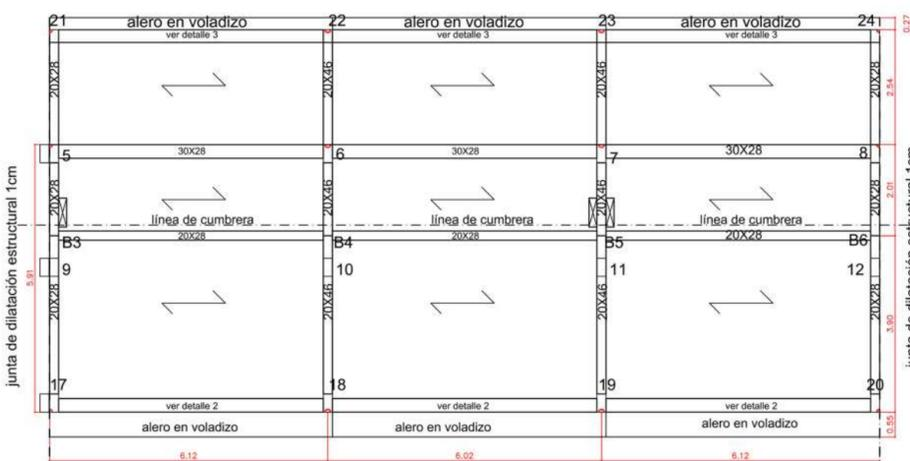 21 alero en voladizo 22 alero en voladizo 23 alero en voladizo 24
ver detalle 3 ver detalle 3 ver detalle 3
0.27
20X28 20X46 20X46 20X28
2.54
5 30X28 6 30X28 7 30X28 8
20X28 20X46 20X46 20X28
2.01
línea de cumbrera línea de cumbrera línea de cumbrera
B3 20X28 B4 20X28 B5 20X28 B6
9 10 11 12
junta de dilatación estructural 1cm
5.91
20X28 20X46 20X46 20X28
3.90
junta de dilatación estructural 1cm
17 18 19 20
ver detalle 2 ver detalle 2 ver detalle 2
alero en voladizo alero en voladizo alero en voladizo
0.55
6.12 6.02 6.12